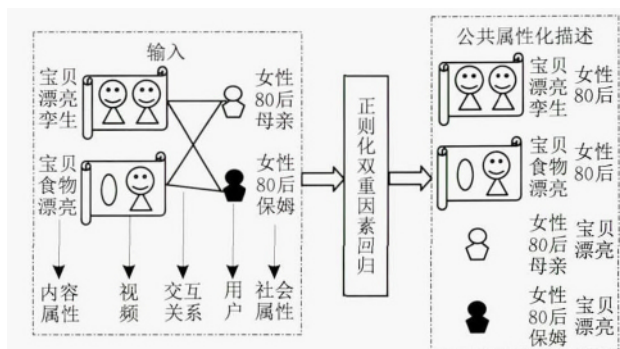 输入
宝贝
漂亮
孪生
女性
80后
母亲
宝贝
食物
漂亮
女性
80后
保姆
内容
属性
视
频
交互
关系
用
户
社会
属性
正则化双重因素回归
公共属性化描述
宝贝
漂亮
孪生
女性
80后
宝贝
食物
漂亮
女性
80后
女性
80后
母亲
宝贝
漂亮
女性
80后
保姆
宝贝
漂亮